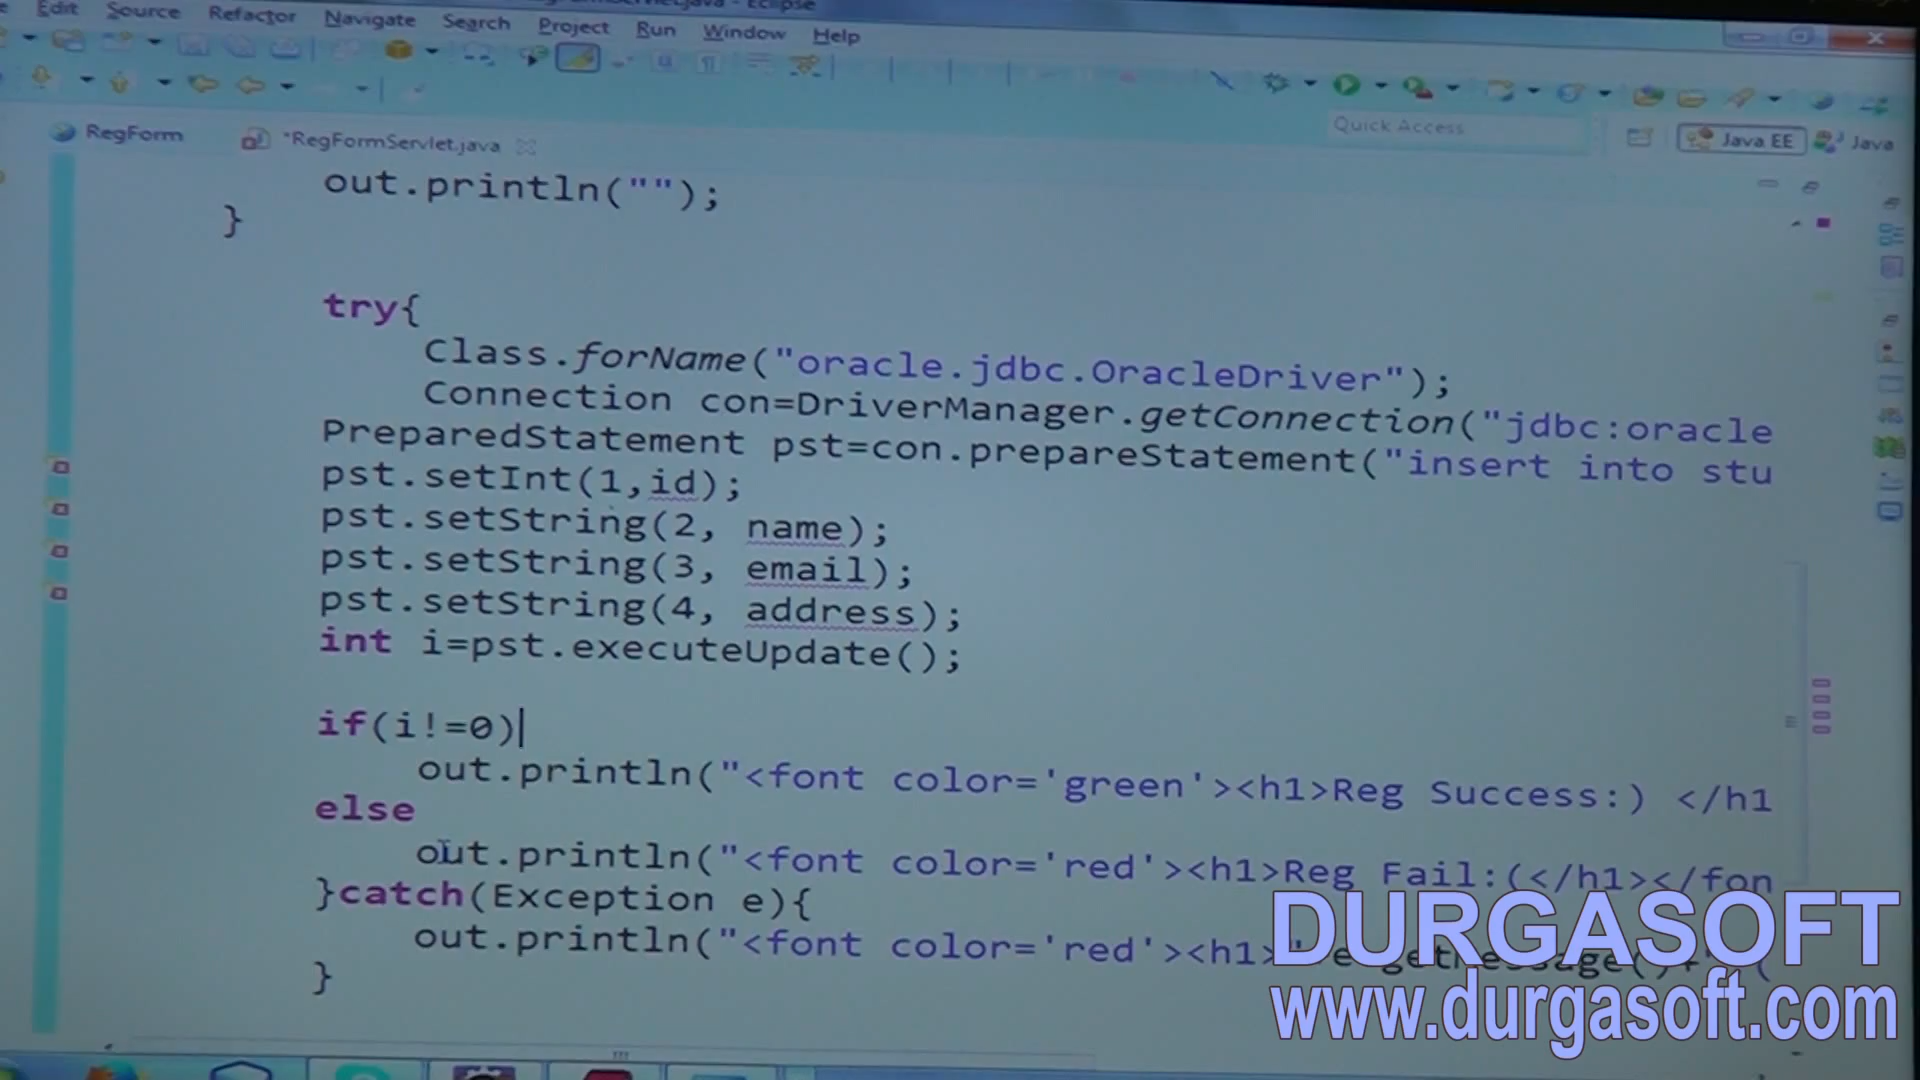 Edit Source Refactor Navigate Search Project Run Window Help
Quick Access
Java EE
Java
RegForm
*RegFormServlet.java
out.println("");
}
try{
Class.forName("oracle.jdbc.OracleDriver");
Connection con=DriverManager.getConnection("jdbc:oracle
PreparedStatement pst=con.prepareStatement("insert into stu
pst.setInt(1,id);
pst.setString(2, name);
pst.setString(3, email);
pst.setString(4, address);
int i=pst.executeUpdate();
if(i!=0)
out.println("<font color='green'><h1>Reg Success:) </h1
else
out.println("<font color='red'><h1>Reg Fail:(</h1></fon
}catch(Exception e){
out.println("<font color='red'><h1>
}
DURGASOFT
www.durgasoft.com